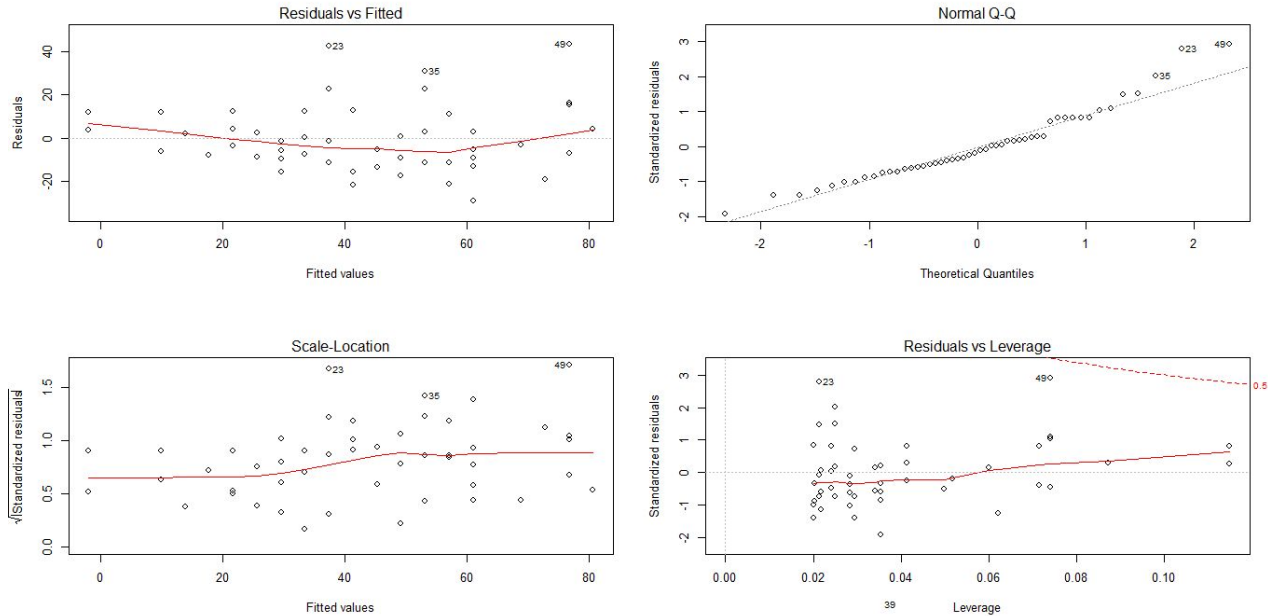 Residuals vs Fitted
Residuals
-20 0 20 40
23
35
49
0 20 40 60 80
Fitted values
Normal Q-Q
Standardized residuals
-2 -1 0 1 2 3
23
49
35
-2 -1 0 1 2
Theoretical Quantiles
Scale-Location
√|Standardized residuals|
0.0 0.5 1.0 1.5
23
35
49
0 20 40 60 80
Fitted values
Residuals vs Leverage
Standardized residuals
-2 -1 0 1 2 3
23
49
0.5
0.00 0.02 0.04 0.06 0.08 0.10
39
Leverage